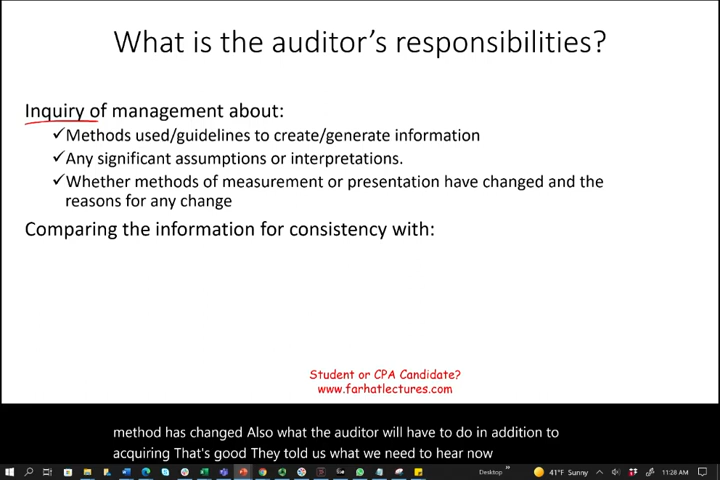 What is the auditor's responsibilities?
Inquiry of management about:
✓Methods used/guidelines to create/generate information
✓Any significant assumptions or interpretations.
✓Whether methods of measurement or presentation have changed and the
reasons for any change
Comparing the information for consistency with:
Student or CPA Candidate?
www.farhatlectures.com
method has changed Also what the auditor will have to do in addition to
acquiring That's good They told us what we need to hear now
Desktop
41°F Sunny
11:28 AM